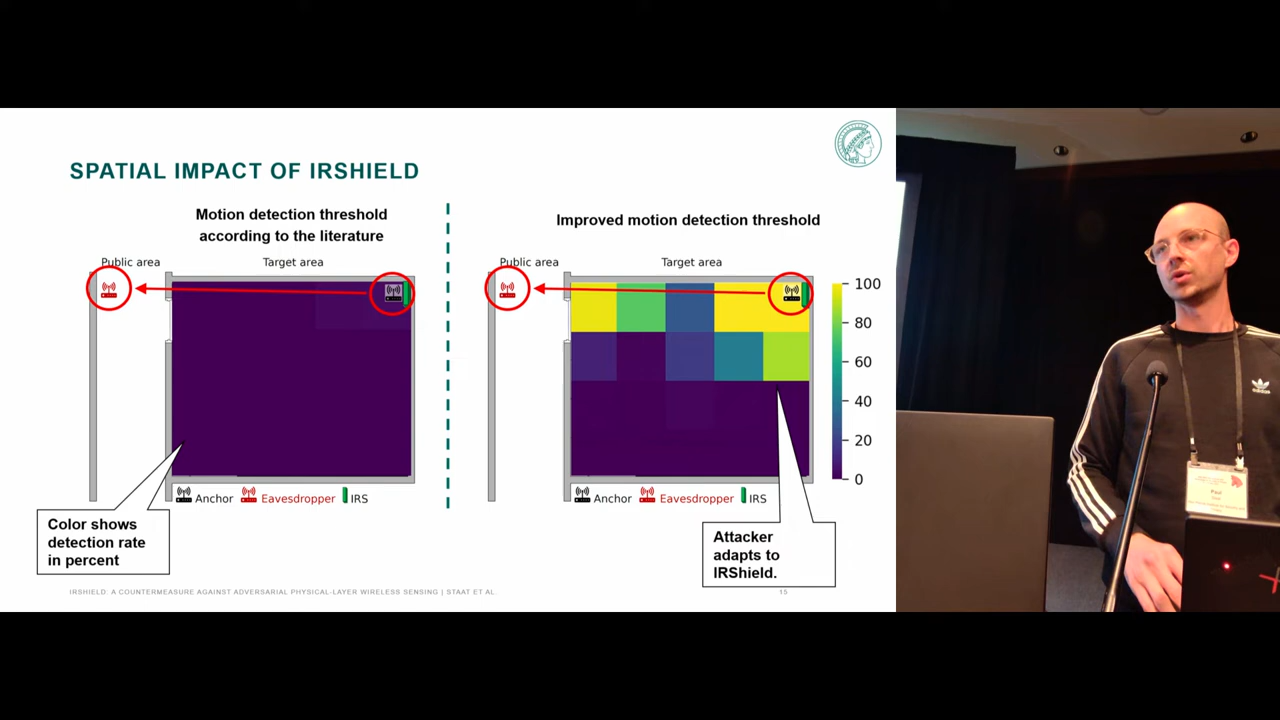 SPATIAL IMPACT OF IRSHIELD
Motion detection threshold
according to the literature
Public area
Target area
Anchor
Eavesdropper
IRS
Color shows
detection rate
in percent
Improved motion detection threshold
Public area
Target area
100
80
60
40
20
0
Anchor
Eavesdropper
IRS
Attacker
adapts to
IRShield.
IRSHIELD: A COUNTERMEASURE AGAINST ADVERSARIAL PHYSICAL-LAYER WIRELESS SENSING | STAAT ET AL.
15
Paul